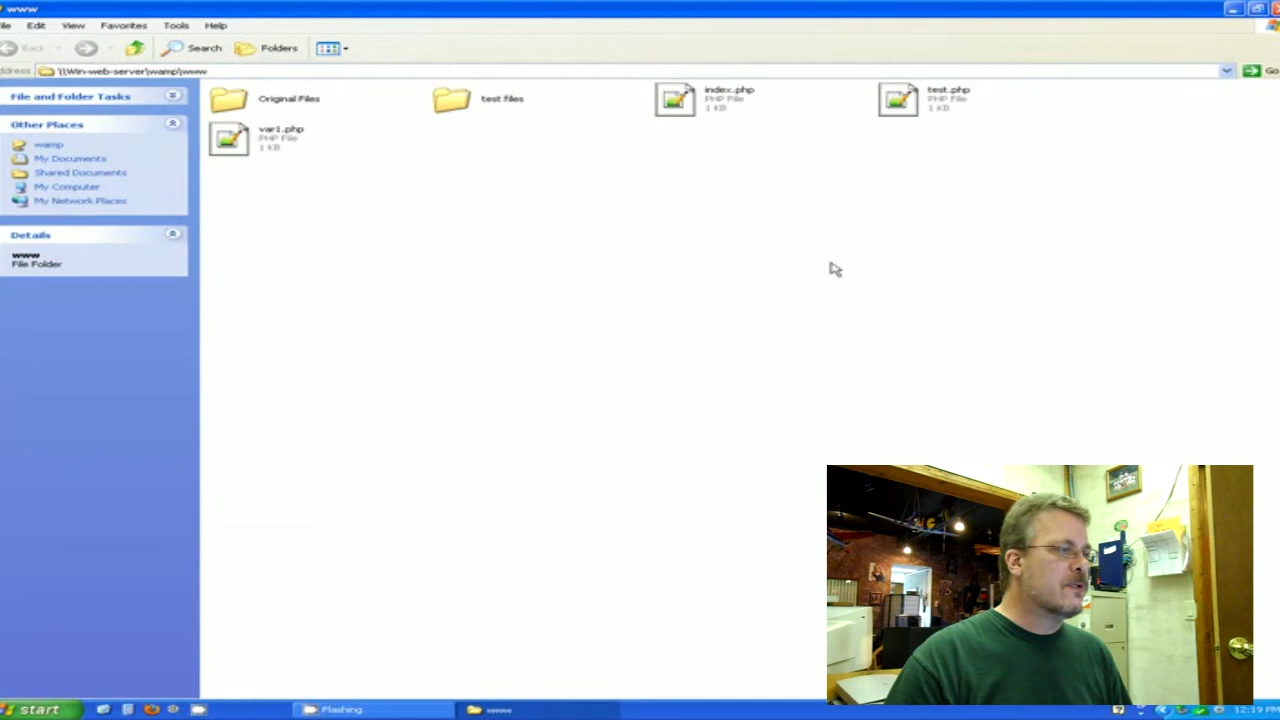 www
File Edit View Favorites Tools Help
Back Search Folders
Address \\Win-web-server\wamp\www Go
File and Folder Tasks
Other Places
wamp
My Documents
Shared Documents
My Computer
My Network Places
Details
www
File Folder
Original Files
test files
index.php
PHP File
1 KB
test.php
PHP File
1 KB
var1.php
PHP File
1 KB
start Flashing www 12:19 PM